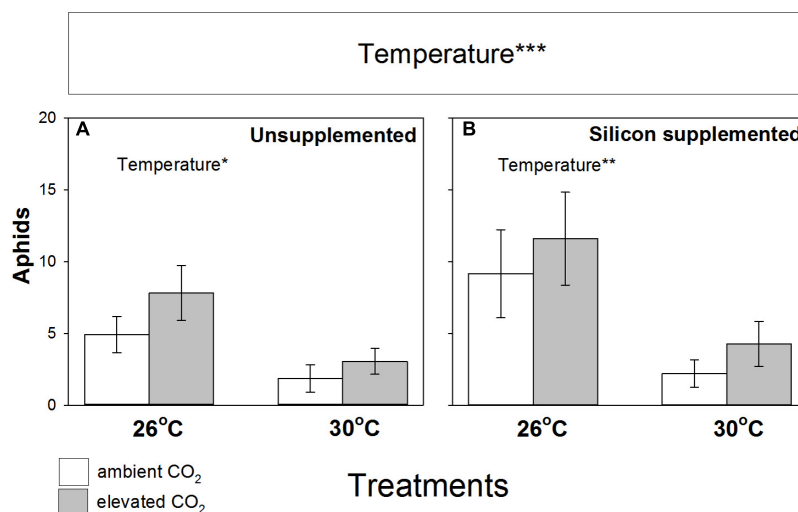 Temperature***
A Unsupplemented
B Silicon supplemented
Temperature*
Temperature**
20
15
10
5
0
Aphids
26°C 30°C 26°C 30°C
ambient CO₂
elevated CO₂
Treatments